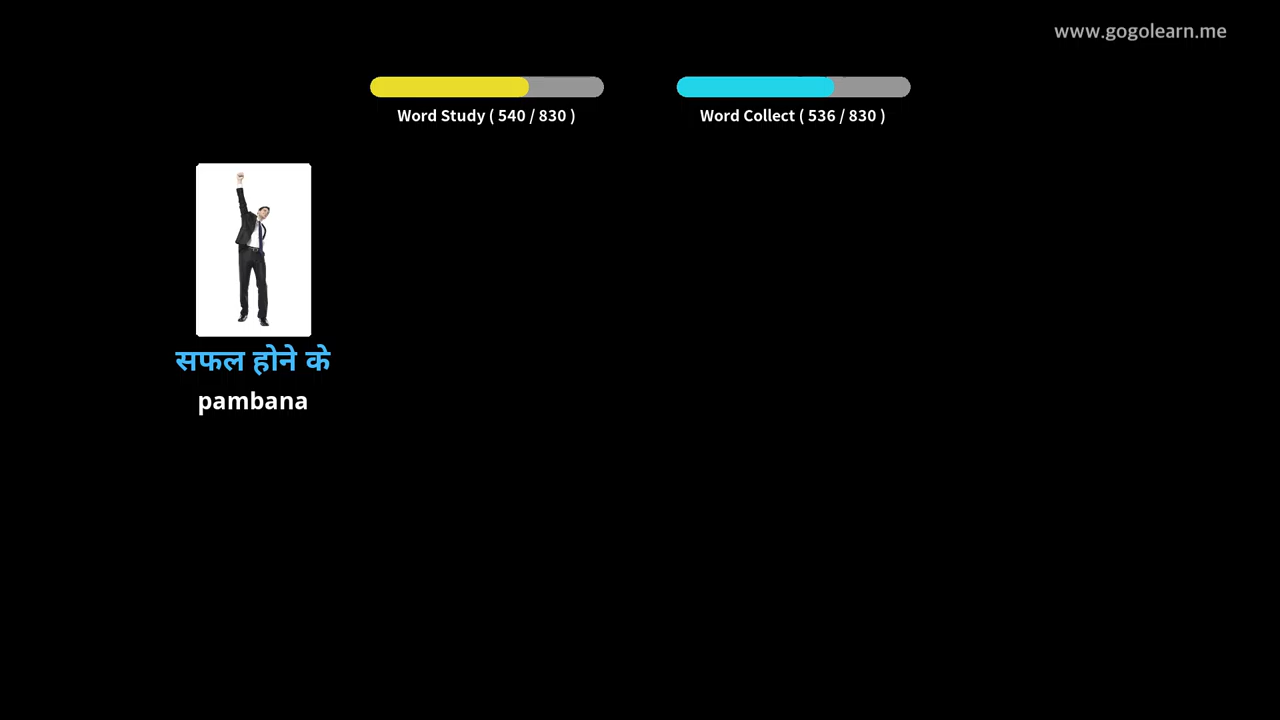 www.gogolearn.me
Word Study ( 540 / 830 )
Word Collect ( 536 / 830 )
सफल होने के
pambana